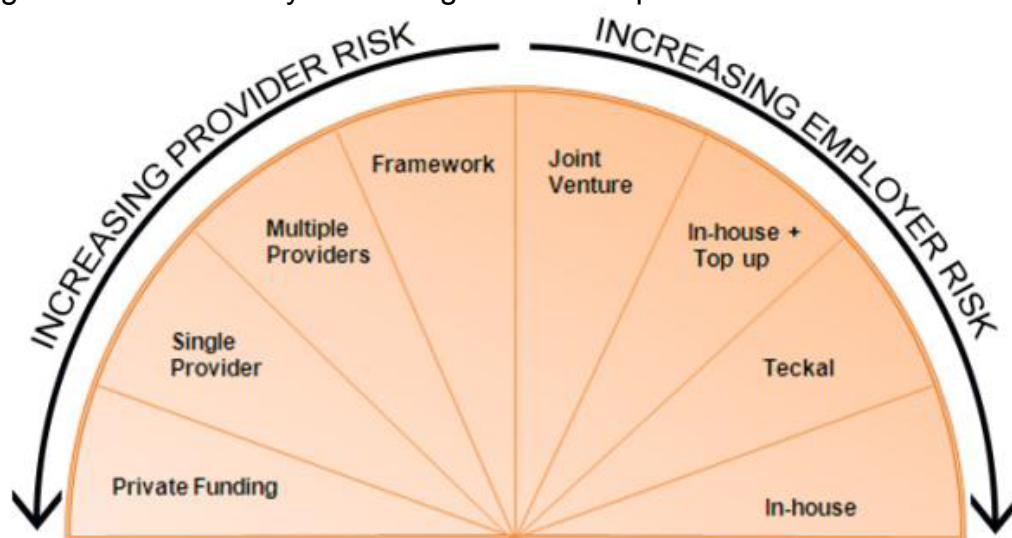 INCREASING PROVIDER RISK
INCREASING EMPLOYER RISK
Framework
Joint
Venture
Multiple
Providers
In-house +
Top up
Single
Provider
Teckal
Private Funding
In-house